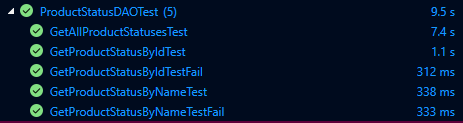 ProductStatusDAOTest (5) 9.5 s
GetAllProductStatusesTest 7.4 s
GetProductStatusByIdTest 1.1 s
GetProductStatusByIdTestFail 312 ms
GetProductStatusByNameTest 338 ms
GetProductStatusByNameTestFail 333 ms